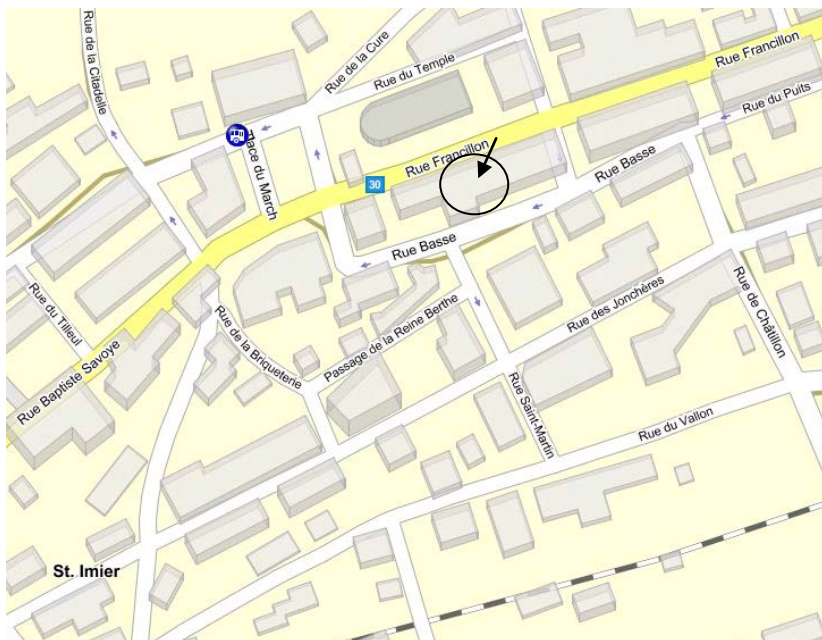 Rue de la Citadelle
Rue de la Cure
Rue du Temple
Rue Francillon
Rue du Puits
Place du March
Rue Francillon
30
Rue Basse
Rue Basse
Rue du Tilleul
Rue Baptiste Savoye
Rue de la Briqueterie
Passage de la Reine Berthe
Rue des Jonchères
Rue de Châtillon
Rue Saint-Martin
Rue du Vallon
St. Imier